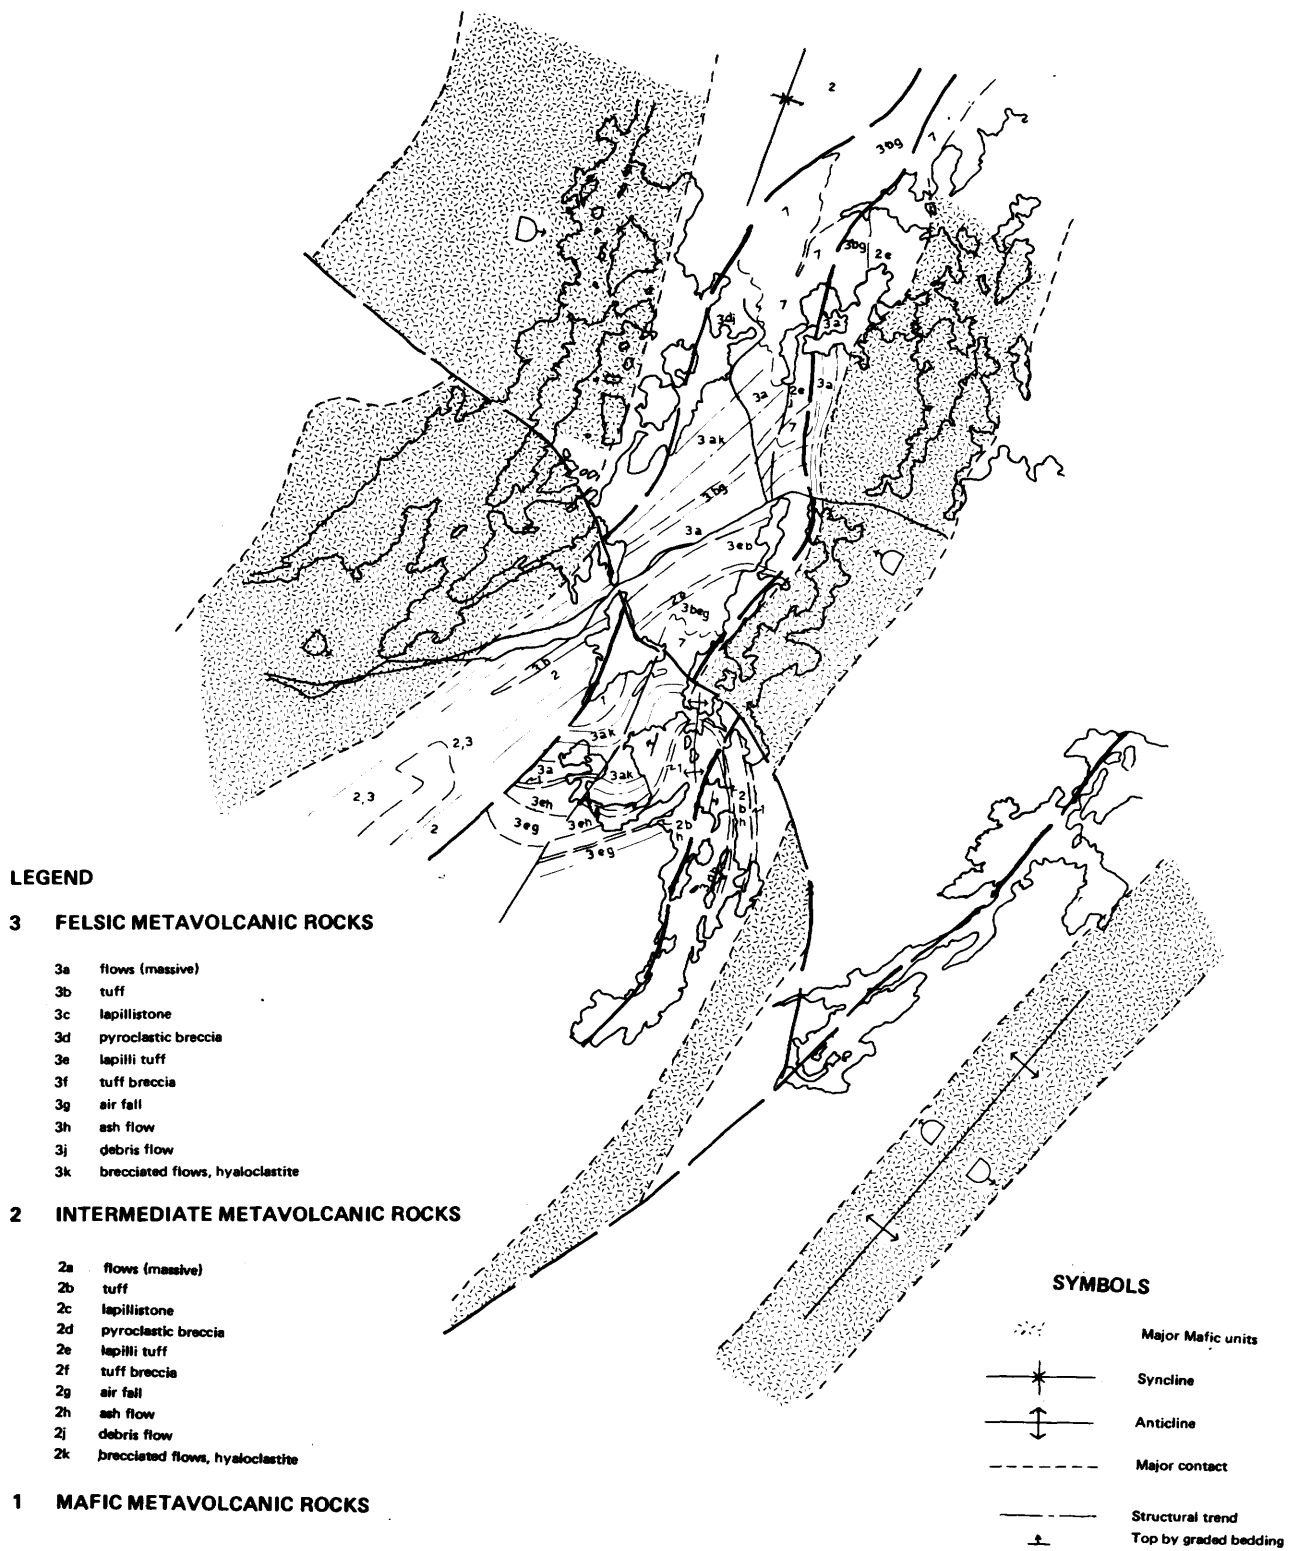 2
3bg
7
7
7
3bg
2e
7
3dj
3a
3a
2e
3a
7
3ak
3bg
3a
3eb
2e
3beg
7
3b
2
1
3ak
2,3
3a
3ak
2,3
3eh
3eg
3eh
2
3eg
2b
h
2
b
h
LEGEND
3 FELSIC METAVOLCANIC ROCKS
3a flows (massive)
3b tuff
3c lapillistone
3d pyroclastic breccia
3e lapilli tuff
3f tuff breccia
3g air fall
3h ash flow
3j debris flow
3k brecciated flows, hyaloclastite
2 INTERMEDIATE METAVOLCANIC ROCKS
2a flows (massive)
2b tuff
2c lapillistone
2d pyroclastic breccia
2e lapilli tuff
2f tuff breccia
2g air fall
2h ash flow
2j debris flow
2k brecciated flows, hyaloclastite
1 MAFIC METAVOLCANIC ROCKS
SYMBOLS
Major Mafic units
Syncline
Anticline
Major contact
Structural trend
Top by graded bedding